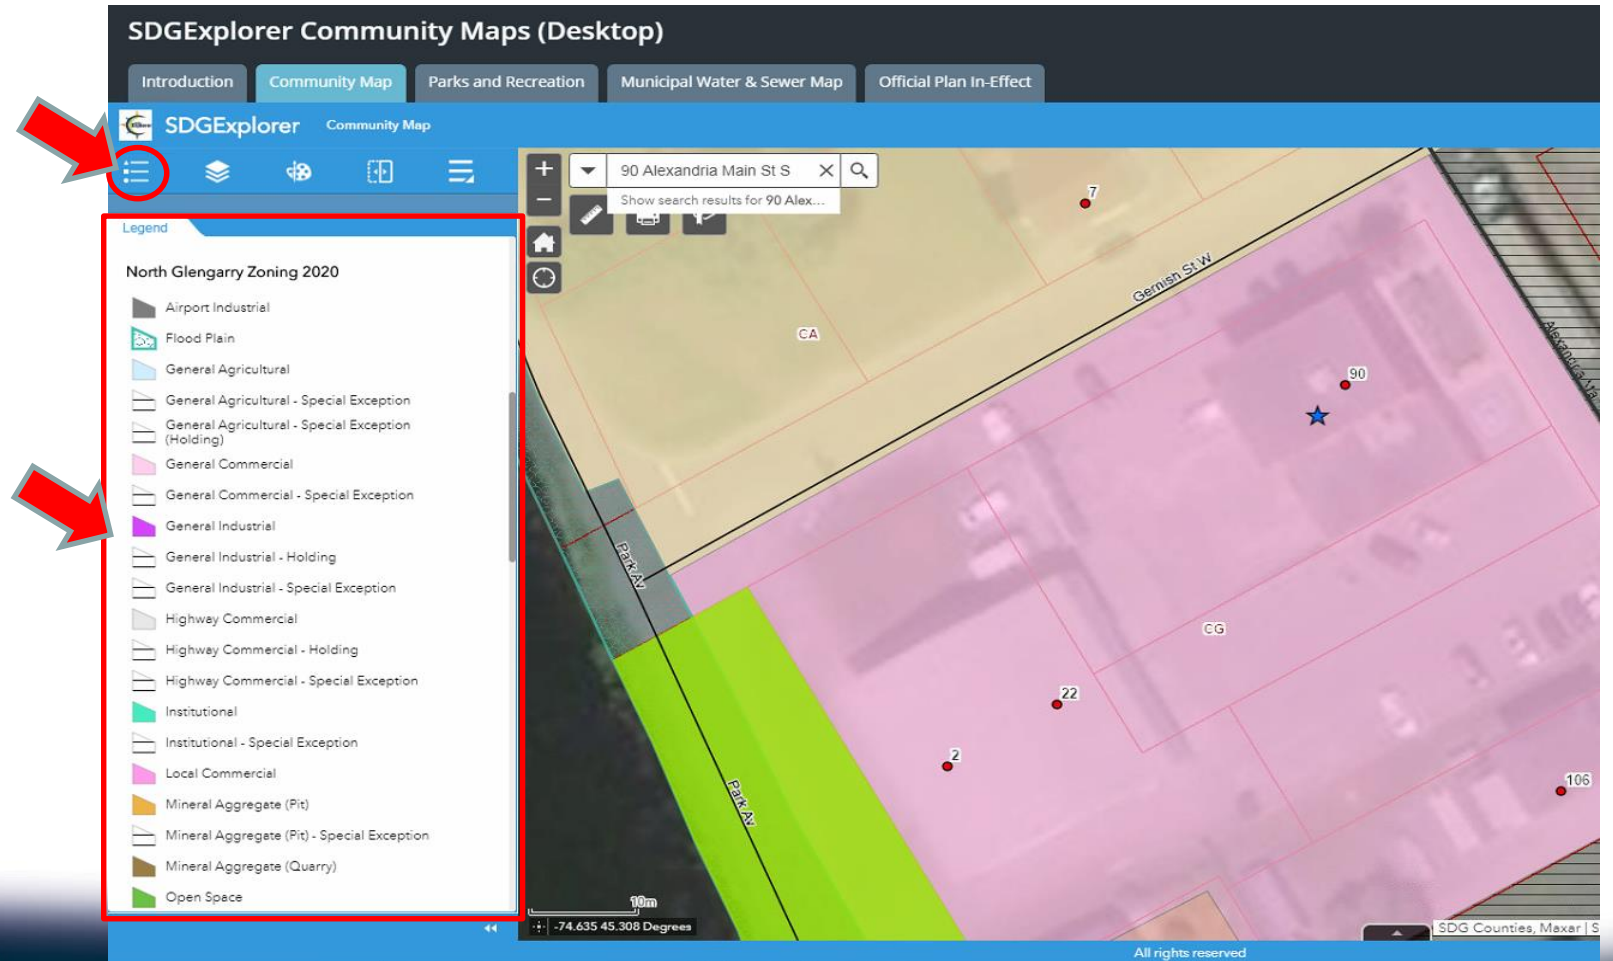 SDGExplorer Community Maps (Desktop)
Introduction
Community Map
Parks and Recreation
Municipal Water & Sewer Map
Official Plan In-Effect
SDGExplorer Community Map
90 Alexandria Main St S
Show search results for 90 Alex...
Legend
North Glengarry Zoning 2020
Airport Industrial
Flood Plain
General Agricultural
General Agricultural - Special Exception
General Agricultural - Special Exception
(Holding)
General Commercial
General Commercial - Special Exception
General Industrial
General Industrial - Holding
General Industrial - Special Exception
Highway Commercial
Highway Commercial - Holding
Highway Commercial - Special Exception
Institutional
Institutional - Special Exception
Local Commercial
Mineral Aggregate (Pit)
Mineral Aggregate (Pit) - Special Exception
Mineral Aggregate (Quarry)
Open Space
7
Gernish St W
CA
90
Park Av
CG
22
2
Park Av
106
10m
-74.635 45.308 Degrees
SDG Counties, Maxar | S
All rights reserved